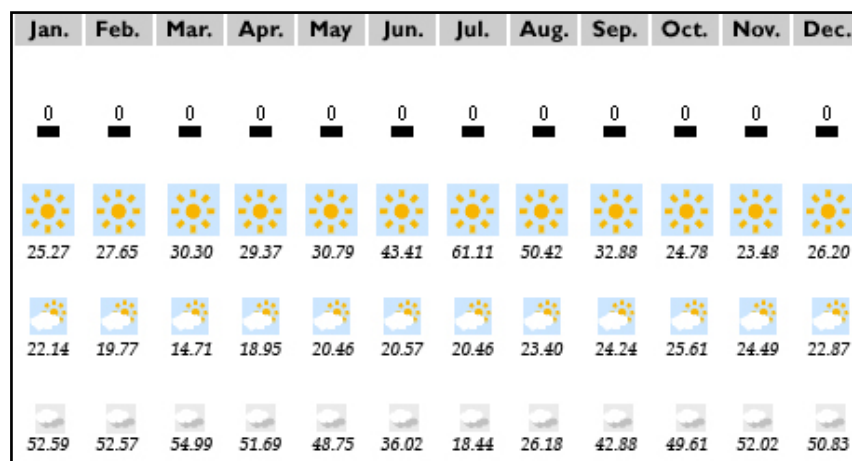 Jan. Feb. Mar. Apr. May Jun. Jul. Aug. Sep. Oct. Nov. Dec.
0 0 0 0 0 0 0 0 0 0 0 0
25.27 27.65 30.30 29.37 30.79 43.41 61.11 50.42 32.88 24.78 23.48 26.20
22.14 19.77 14.71 18.95 20.46 20.57 20.46 23.40 24.24 25.61 24.49 22.87
52.59 52.57 54.99 51.69 48.75 36.02 18.44 26.18 42.88 49.61 52.02 50.83